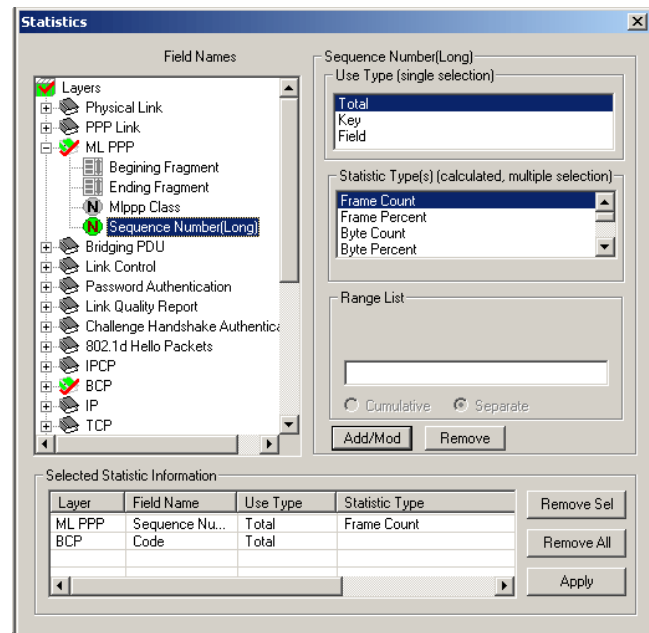 Statistics
Field Names
Layers
Physical Link
PPP Link
ML PPP
Begining Fragment
Ending Fragment
Mlppp Class
Sequence Number(Long)
Bridging PDU
Link Control
Password Authentication
Link Quality Report
Challenge Handshake Authentica
802.1d Hello Packets
IPCP
BCP
IP
TCP
Sequence Number(Long)
Use Type (single selection)
Total
Key
Field
Statistic Type(s) (calculated, multiple selection)
Frame Count
Frame Percent
Byte Count
Byte Percent
Range List
Cumulative Separate
Add/Mod Remove
Selected Statistic Information
Layer Field Name Use Type Statistic Type
ML PPP Sequence Nu... Total Frame Count
BCP Code Total
Remove Sel
Remove All
Apply